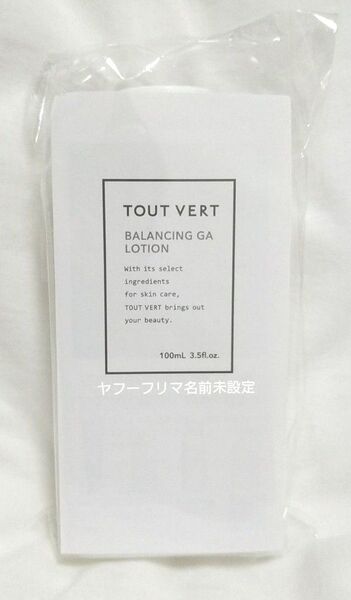 TOUT VERT
BALANCING GA
LOTION
With its select
ingredients
for skin care,
TOUT VERT brings out
your beauty.
100mL 3.5fl.oz.
ヤフーフリマ名前未設定